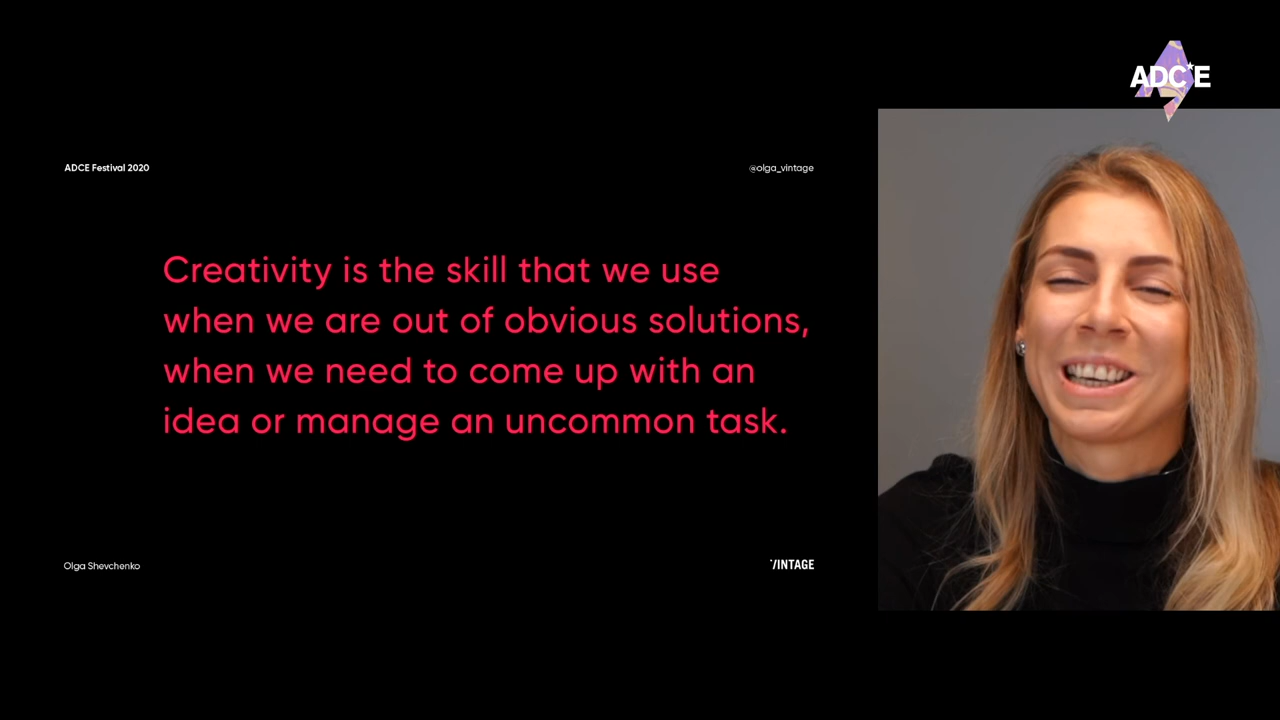 ADC*E
ADCE Festival 2020
@olga_vintage
Creativity is the skill that we use
when we are out of obvious solutions,
when we need to come up with an
idea or manage an uncommon task.
Olga Shevchenko
VINTAGE